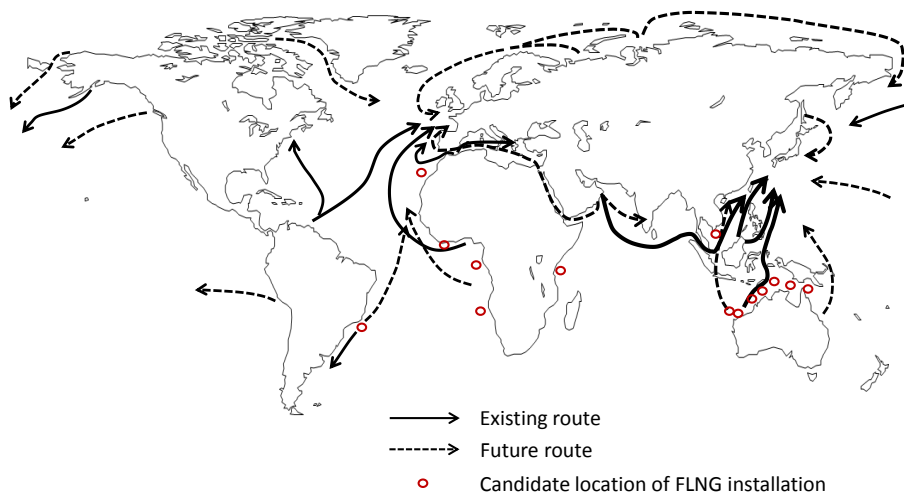 Existing route
Future route
Candidate location of FLNG installation